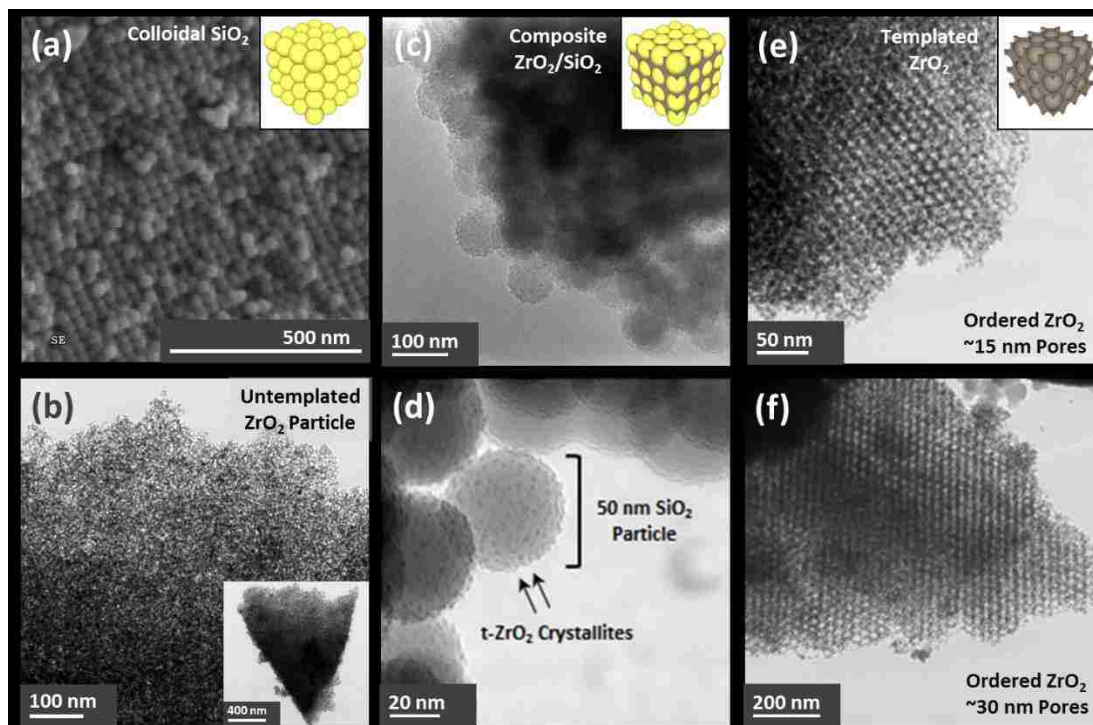 (a)
Colloidal SiO₂
SE
500 nm
(b)
Untemplated
ZrO₂ Particle
100 nm
400 nm
(c)
Composite
ZrO₂/SiO₂
100 nm
(d)
50 nm SiO₂
Particle
t-ZrO₂ Crystallites
20 nm
(e)
Templated
ZrO₂
50 nm
Ordered ZrO₂
~15 nm Pores
(f)
200 nm
Ordered ZrO₂
~30 nm Pores